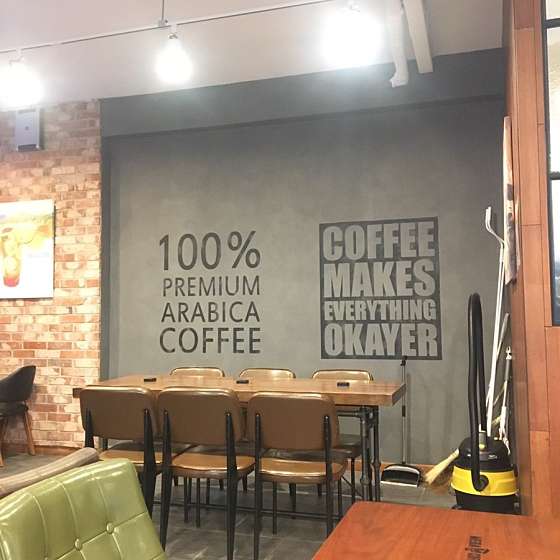 100%
PREMIUM
ARABICA
COFFEE
COFFEE
MAKES
EVERYTHING
OKAYER